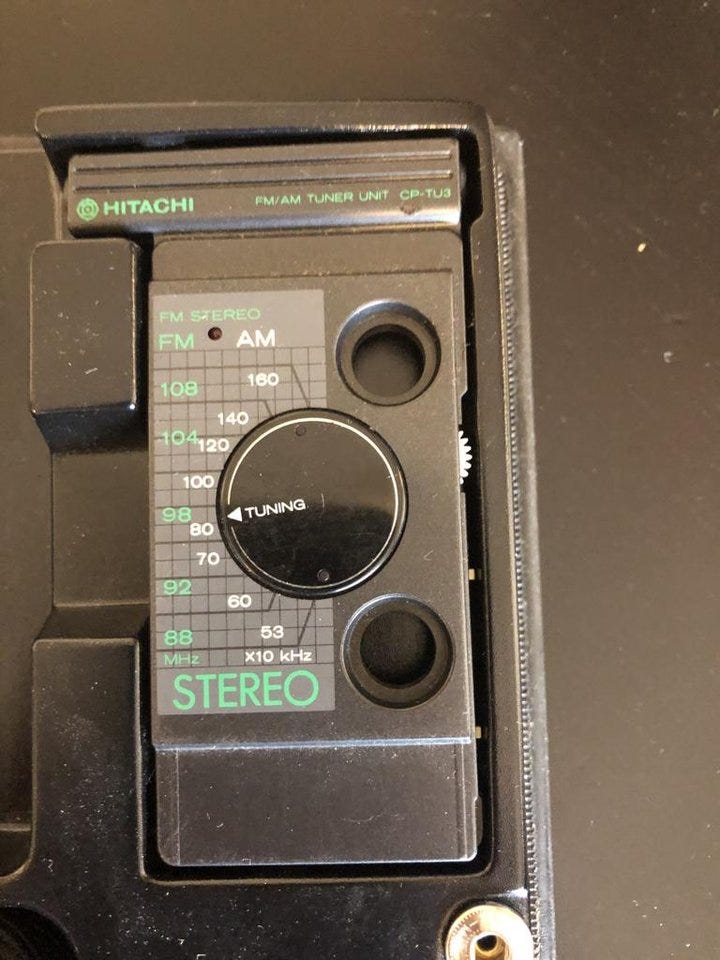 HITACHI FM/AM TUNER UNIT CP-TU3
FM STEREO
FM AM
160
108
140
104
120
100
98
TUNING
80
70
92
60
53
88
MHz X10 kHz
STEREO